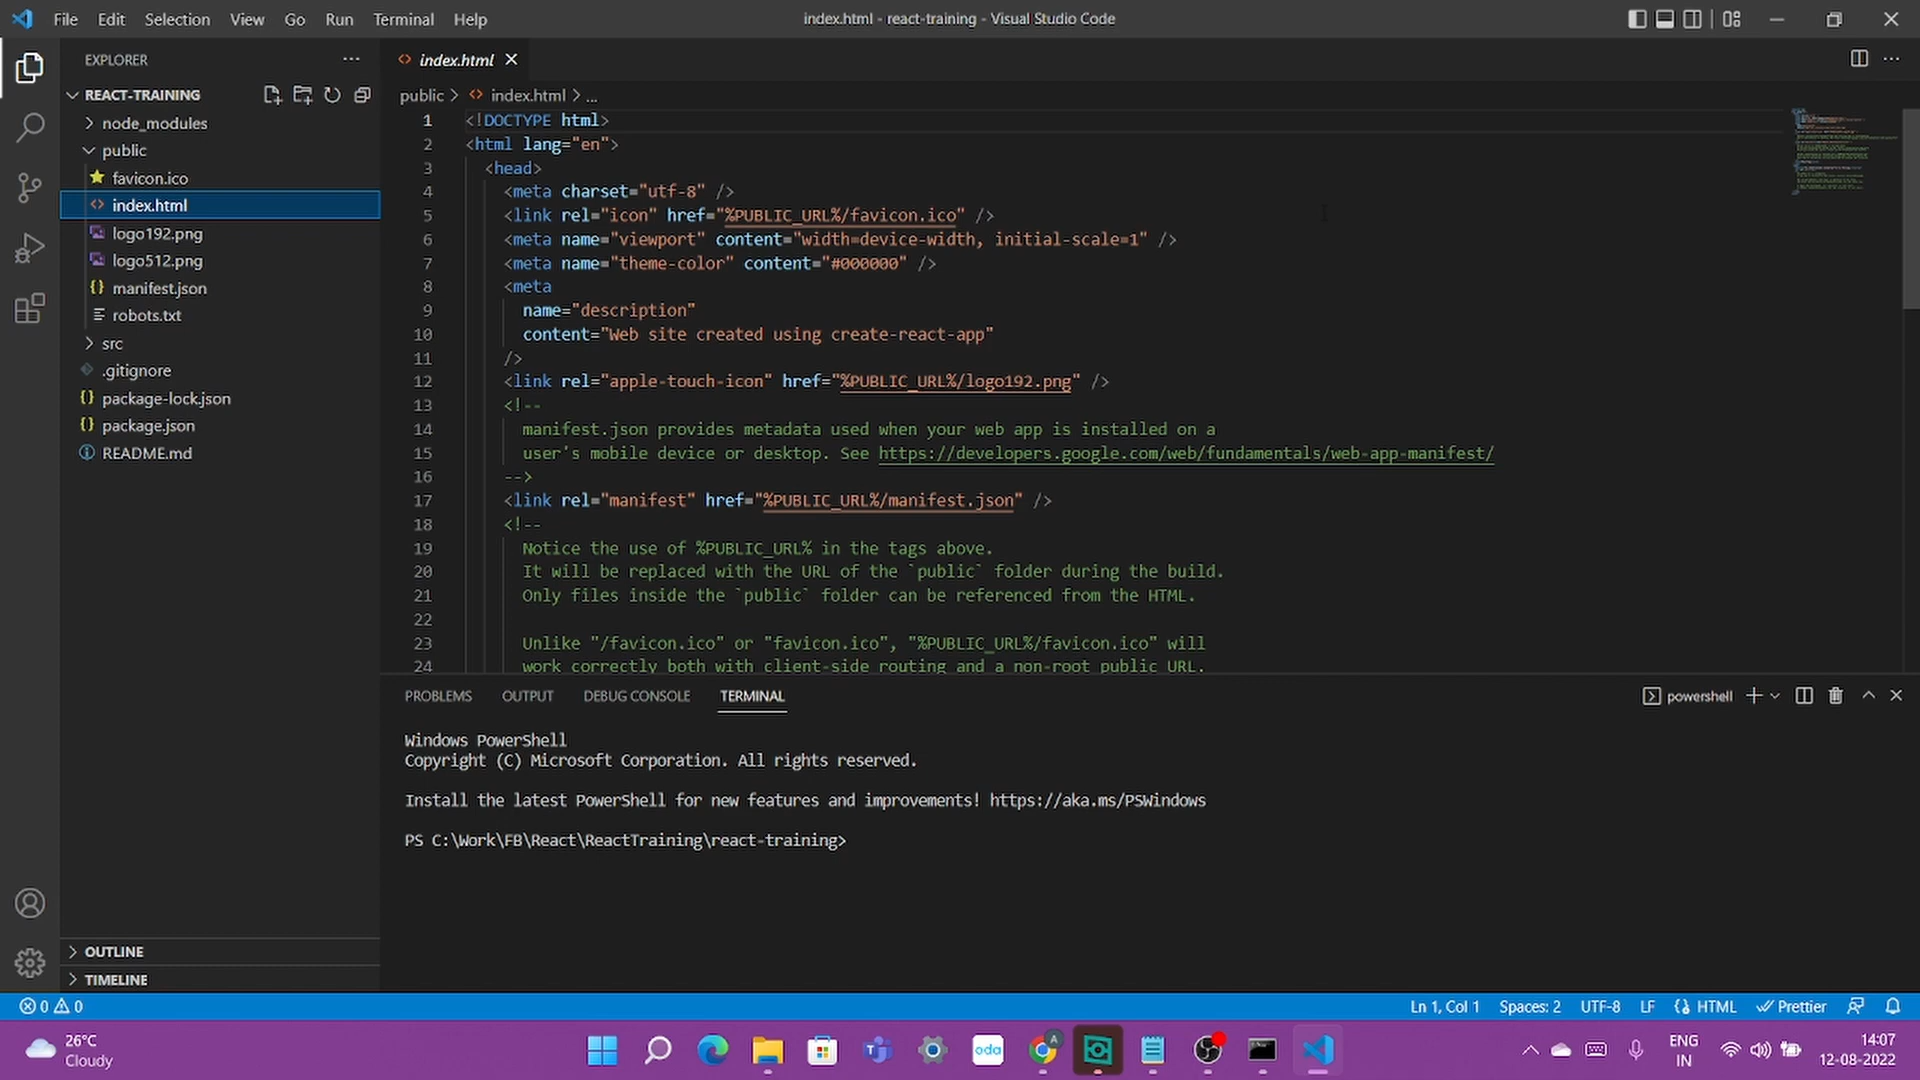 File Edit Selection View Go Run Terminal Help
index.html - react-training - Visual Studio Code
EXPLORER
REACT-TRAINING
node_modules
public
favicon.ico
index.html
logo192.png
logo512.png
manifest.json
robots.txt
src
.gitignore
package-lock.json
package.json
README.md
OUTLINE
TIMELINE
index.html
public > index.html > ...
1 <!DOCTYPE html>
2 <html lang="en">
3 <head>
4 <meta charset="utf-8" />
5 <link rel="icon" href="%PUBLIC_URL%/favicon.ico" />
6 <meta name="viewport" content="width=device-width, initial-scale=1" />
7 <meta name="theme-color" content="#000000" />
8 <meta
9 name="description"
10 content="Web site created using create-react-app"
11 />
12 <link rel="apple-touch-icon" href="%PUBLIC_URL%/logo192.png" />
13 <!--
14 manifest.json provides metadata used when your web app is installed on a
15 user's mobile device or desktop. See https://developers.google.com/web/fundamentals/web-app-manifest/
16 -->
17 <link rel="manifest" href="%PUBLIC_URL%/manifest.json" />
18 <!--
19 Notice the use of %PUBLIC_URL% in the tags above.
20 It will be replaced with the URL of the `public` folder during the build.
21 Only files inside the `public` folder can be referenced from the HTML.
22
23 Unlike "/favicon.ico" or "favicon.ico", "%PUBLIC_URL%/favicon.ico" will
24 work correctly both with client-side routing and a non-root public URL.
PROBLEMS OUTPUT DEBUG CONSOLE TERMINAL
powershell
Windows PowerShell
Copyright (C) Microsoft Corporation. All rights reserved.
Install the latest PowerShell for new features and improvements! https://aka.ms/PSWindows
PS C:\Work\FB\React\ReactTraining\react-training>
0 0
Ln 1, Col 1 Spaces: 2 UTF-8 LF HTML Prettier
26°C
Cloudy
oda
A
ENG
IN
14:07
12-08-2022